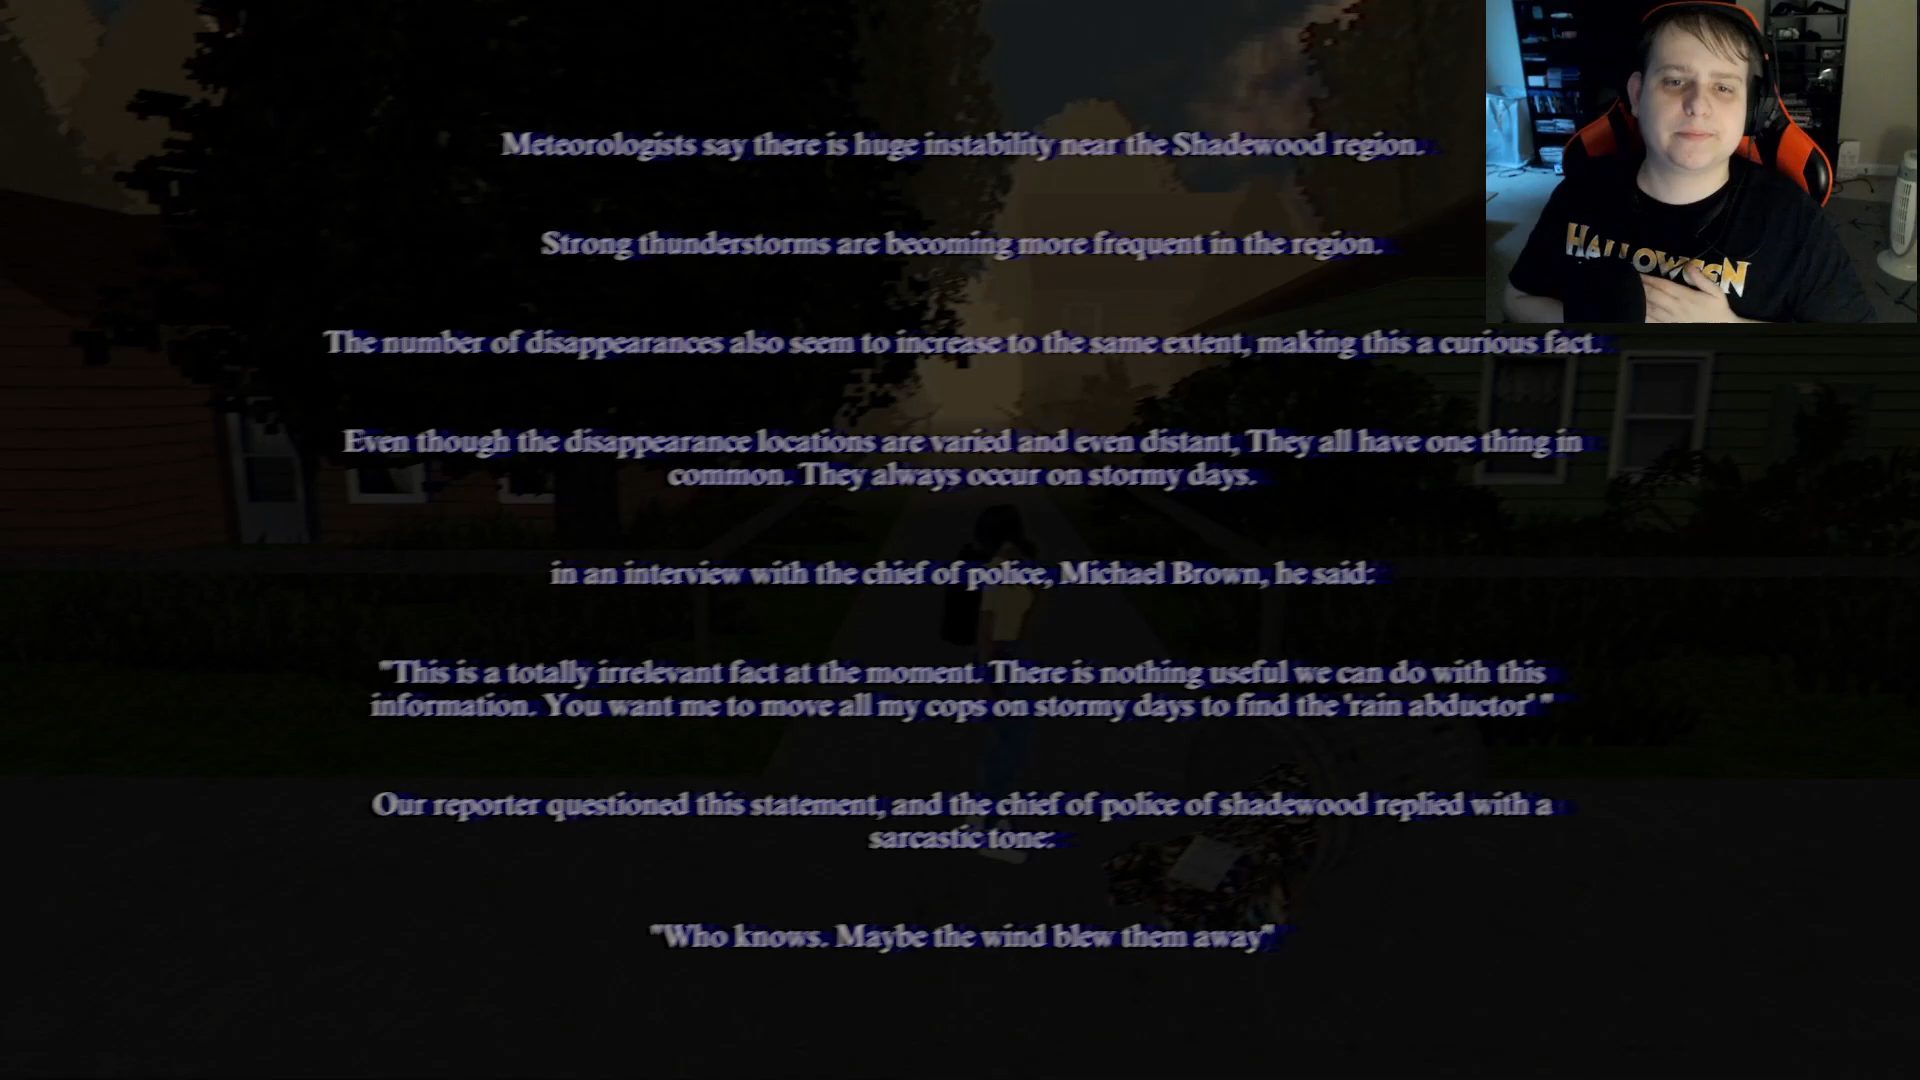 HALLOWEEN
Meteorologists say there is huge instability near the Shadewood region.
Strong thunderstorms are becoming more frequent in the region.
The number of disappearances also seem to increase to the same extent, making this a curious fact.
Even though the disappearance locations are varied and even distant, They all have one thing in
common. They always occur on stormy days.
in an interview with the chief of police, Michael Brown, he said:
"This is a totally irrelevant fact at the moment. There is nothing useful we can do with this
information. You want me to move all my cops on stormy days to find the 'rain abductor' "
Our reporter questioned this statement, and the chief of police of shadewood replied with a
sarcastic tone:
"Who knows. Maybe the wind blew them away"